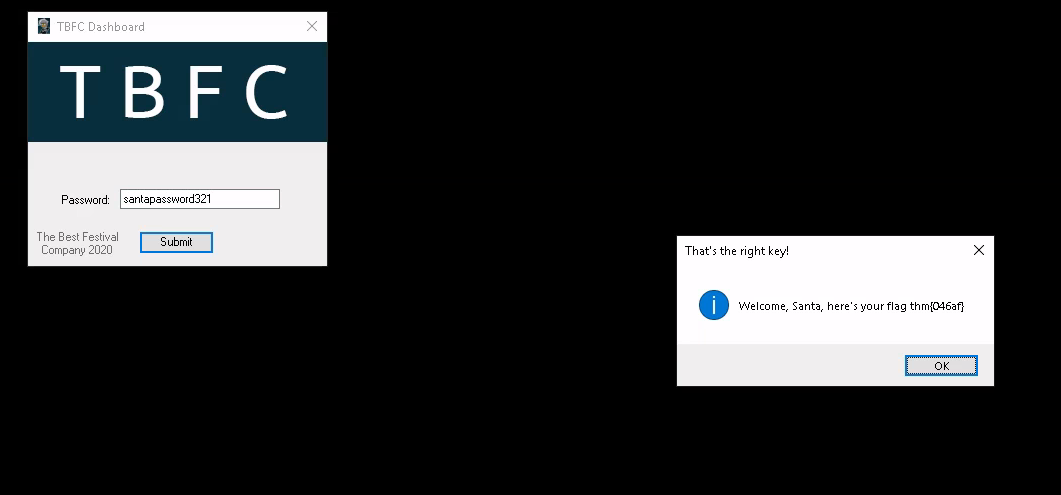 TBFC Dashboard
T B F C
Password:
santapassword321
The Best Festival
Company 2020
Submit
That's the right key!
Welcome, Santa, here's your flag thm{046af}
OK